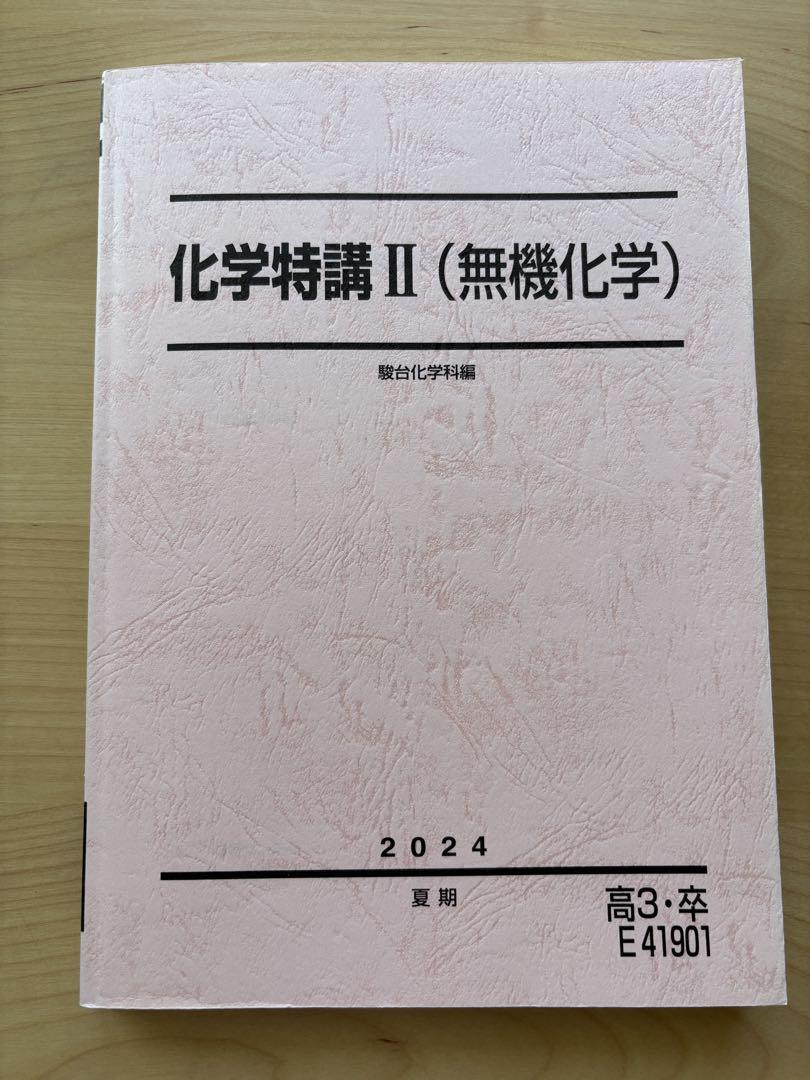 化学特講Ⅱ(無機化学)
駿台化学科編
2024
夏期
高3・卒
E41901